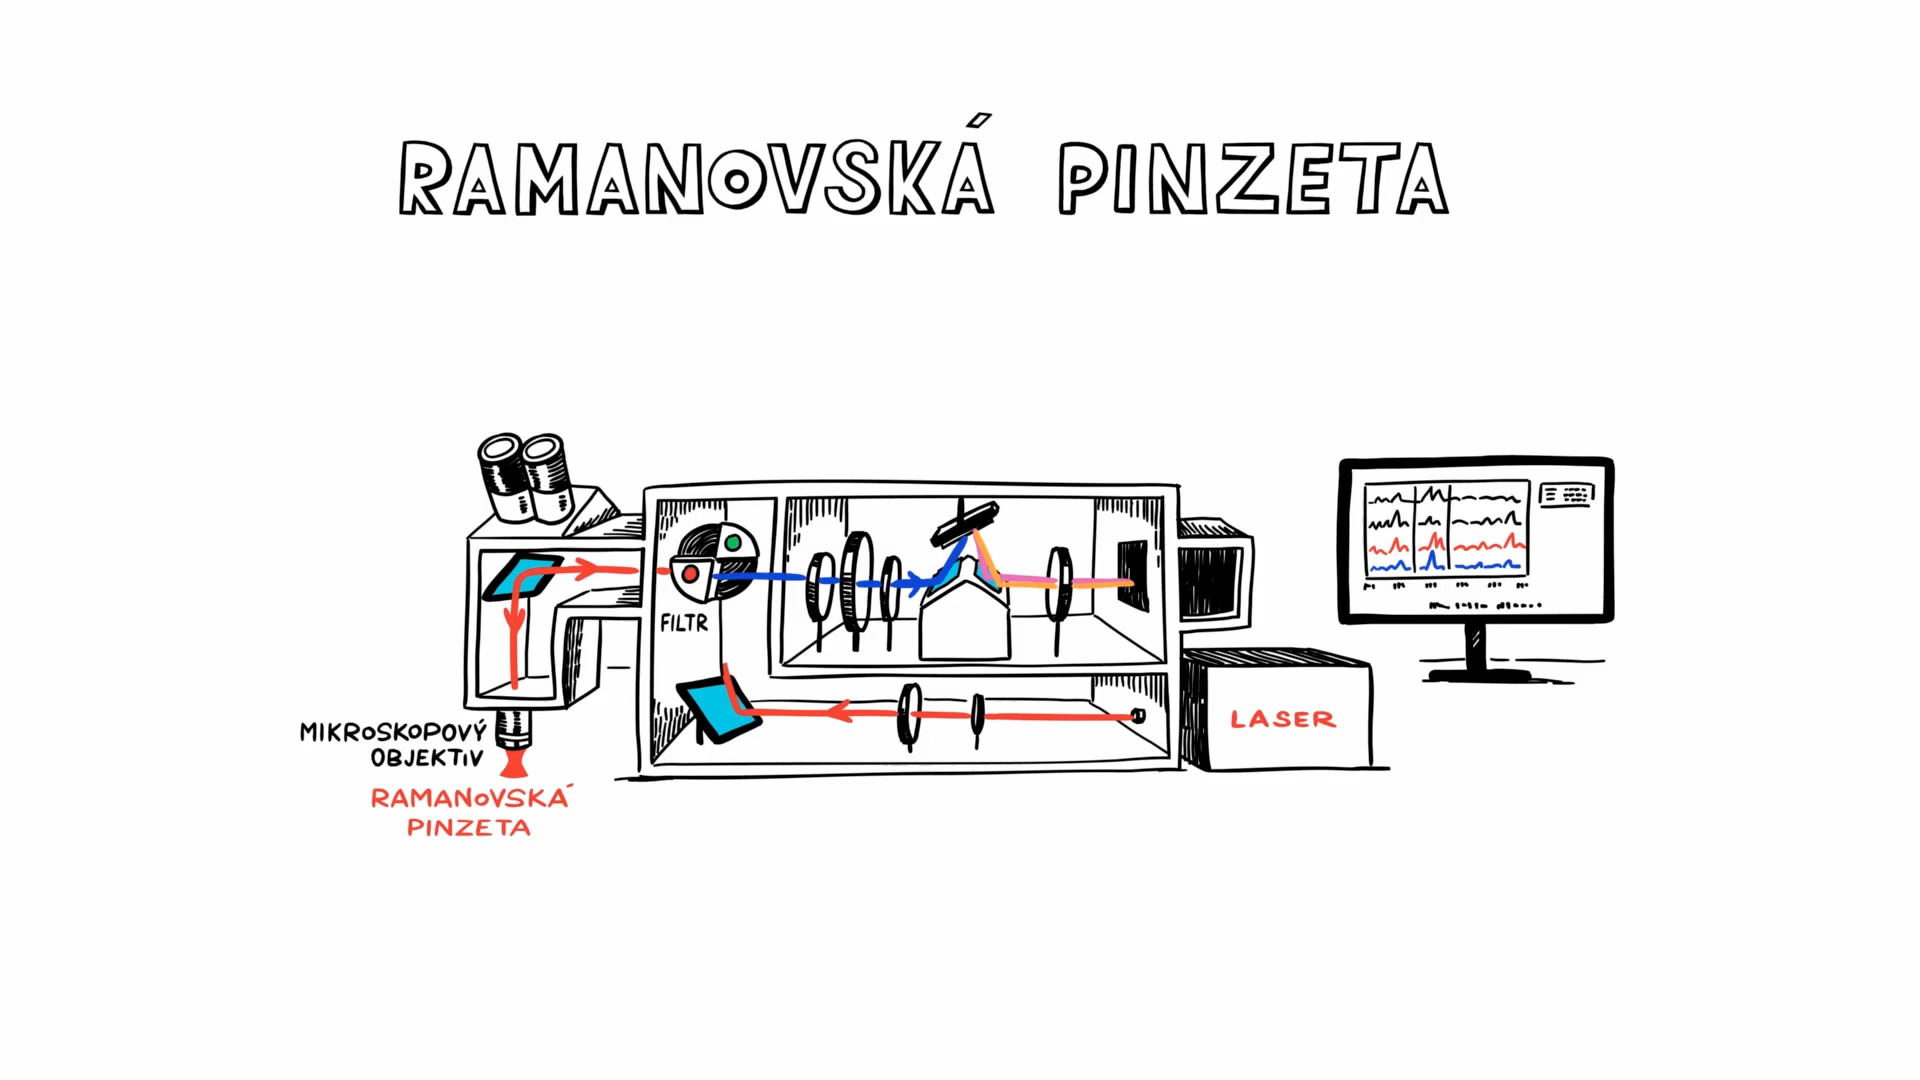 RAMANOVSKÁ PINZETA
FILTR
MIKROSKOPOVÝ
OBJEKTIV
RAMANOVSKÁ
PINZETA
LASER